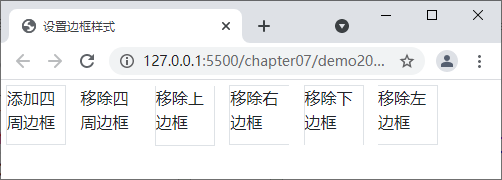 设置边框样式
127.0.0.1:5500/chapter07/demo20...
添加四 移除四 移除上 移除右 移除下 移除左
周边框 周边框 边框 边框 边框 边框